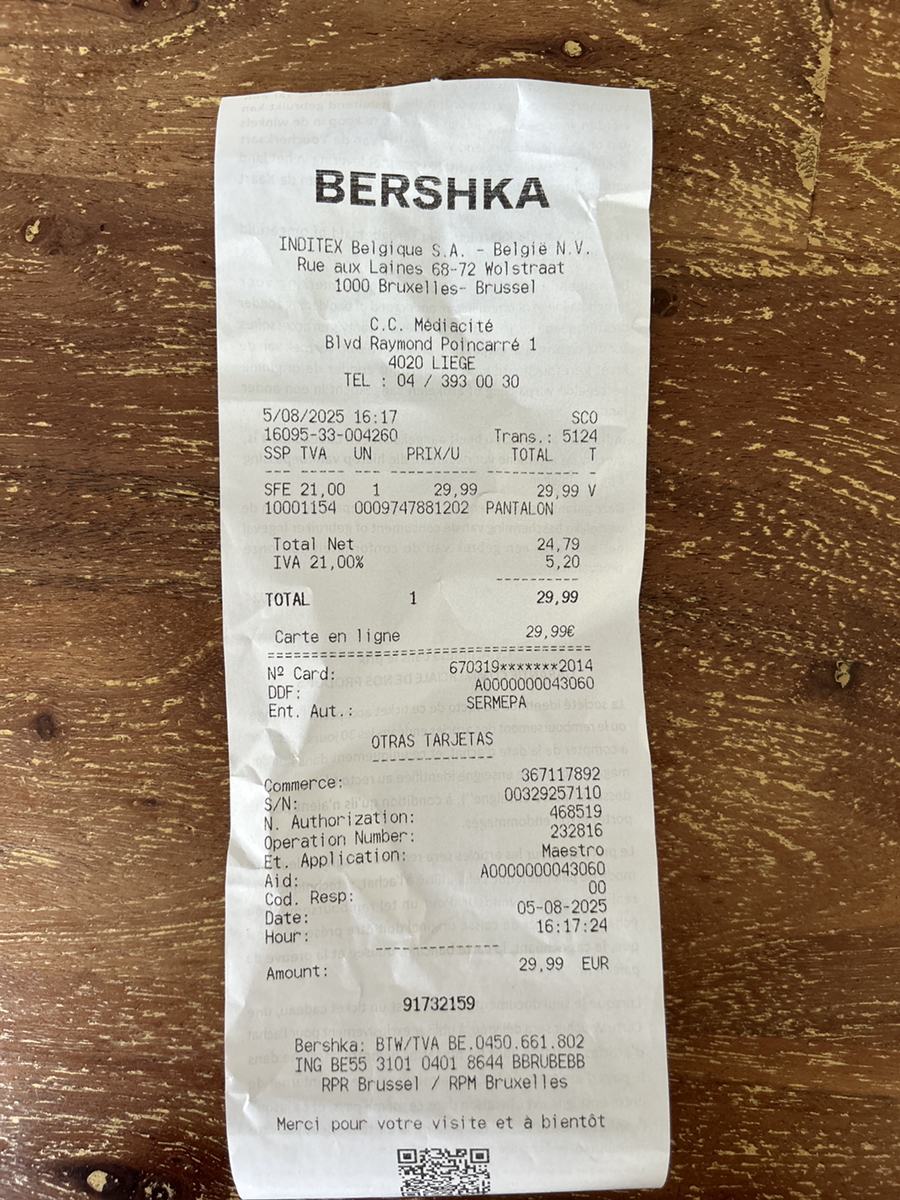 BERSHKA
INDITEX Belgique S.A. - België N.V.
Rue aux Laines 68-72 Wolstraat
1000 Bruxelles- Brussel
C.C. Médiacité
Blvd Raymond Poincarré 1
4020 LIEGE
TEL : 04 / 393 00 30
5/08/2025 16:17 SCO
16095-33-004260 Trans.: 5124
SSP TVA UN PRIX/U TOTAL T
SFE 21,00 1 29,99 29,99 V
10001154 0009747881202 PANTALON
Total Net 24,79
IVA 21,00% 5,20
TOTAL 1 29,99
Carte en ligne 29,99€
Nº Card: 670319*******2014
DDF: A0000000043060
Ent. Aut.: SERMEPA
OTRAS TARJETAS
Commerce: 367117892
S/N: 00329257110
N. Authorization: 468519
Operation Number: 232816
Et. Application: Maestro
Aid: A0000000043060
Cod. Resp: 00
Date: 05-08-2025
Hour: 16:17:24
Amount: 29,99 EUR
91732159
Bershka: BTW/TVA BE.0450.661.802
ING BE55 3101 0401 8644 BBRUBEBB
RPR Brussel / RPM Bruxelles
Merci pour votre visite et à bientôt